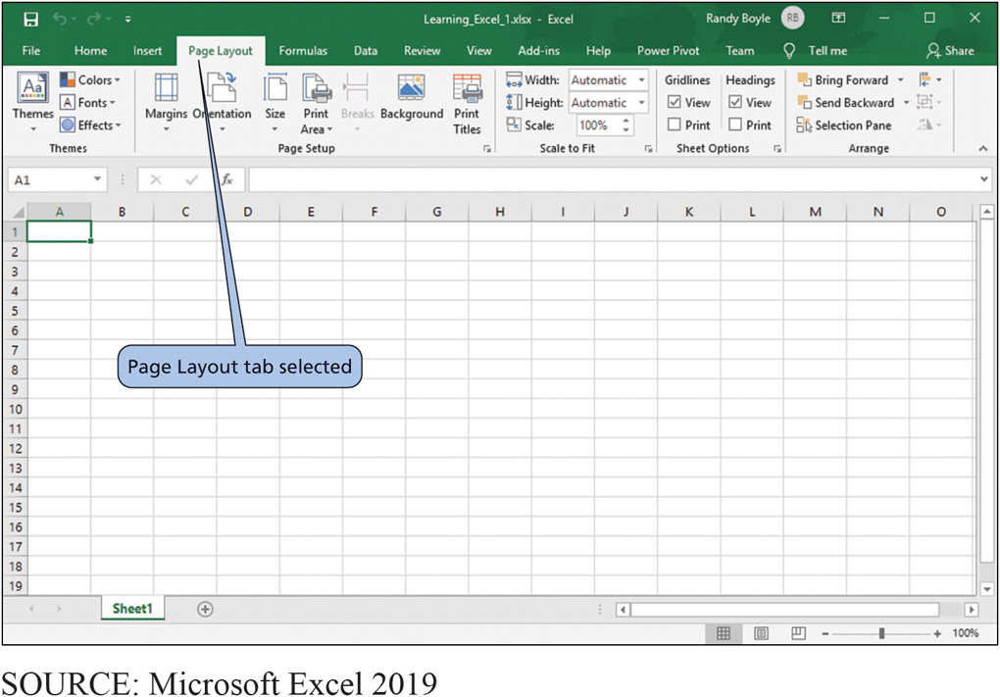 Learning_Excel_1.xlsx - Excel
Randy Boyle RB
File Home Insert Page Layout Formulas Data Review View Add-ins Help Power Pivot Team Tell me Share
Themes
Colors
Fonts
Effects
Themes
Margins Orientation Size Print Area Breaks Background Print Titles
Page Setup
Width: Automatic
Height: Automatic
Scale: 100%
Scale to Fit
Gridlines Headings
View View
Print Print
Sheet Options
Bring Forward
Send Backward
Selection Pane
Arrange
A1 fx
A B C D E F G H I J K L M N O
1
2
3
4
5
6
7
Page Layout tab selected
8
9
10
11
12
13
14
15
16
17
18
19
Sheet1
100%
SOURCE: Microsoft Excel 2019